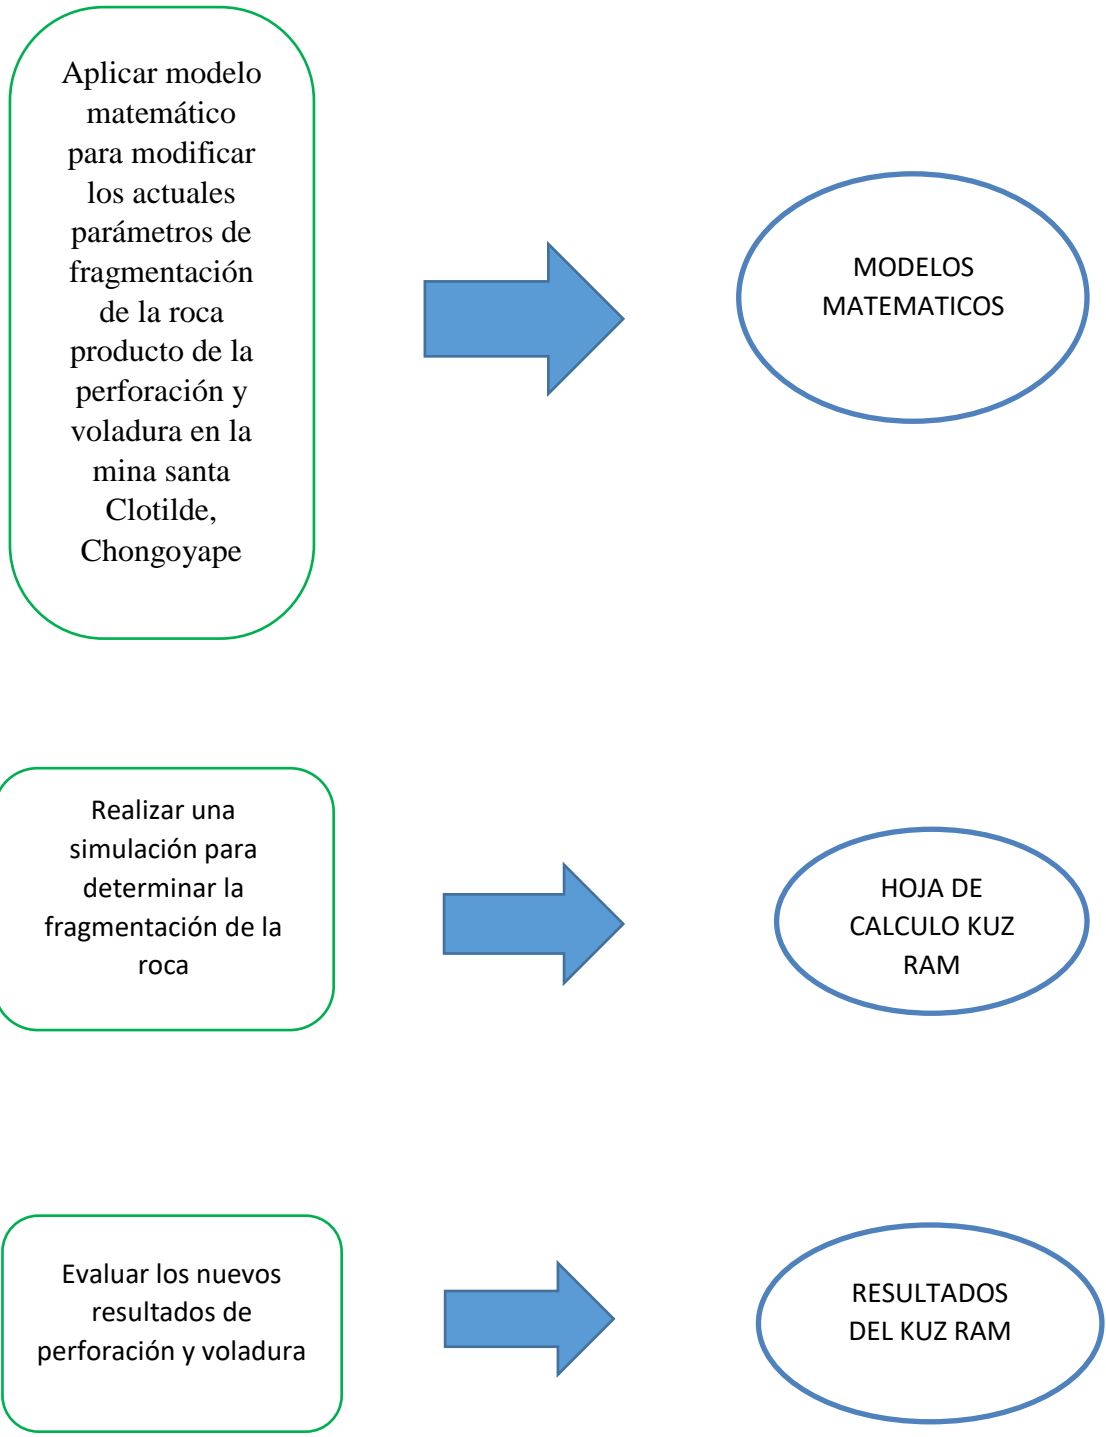 Aplicar modelo
matemático
para modificar
los actuales
parámetros de
fragmentación
de la roca
producto de la
perforación y
voladura en la
mina santa
Clotilde,
Chongoyape
MODELOS
MATEMATICOS
Realizar una
simulación para
determinar la
fragmentación de la
roca
HOJA DE
CALCULO KUZ
RAM
Evaluar los nuevos
resultados de
perforación y voladura
RESULTADOS
DEL KUZ RAM